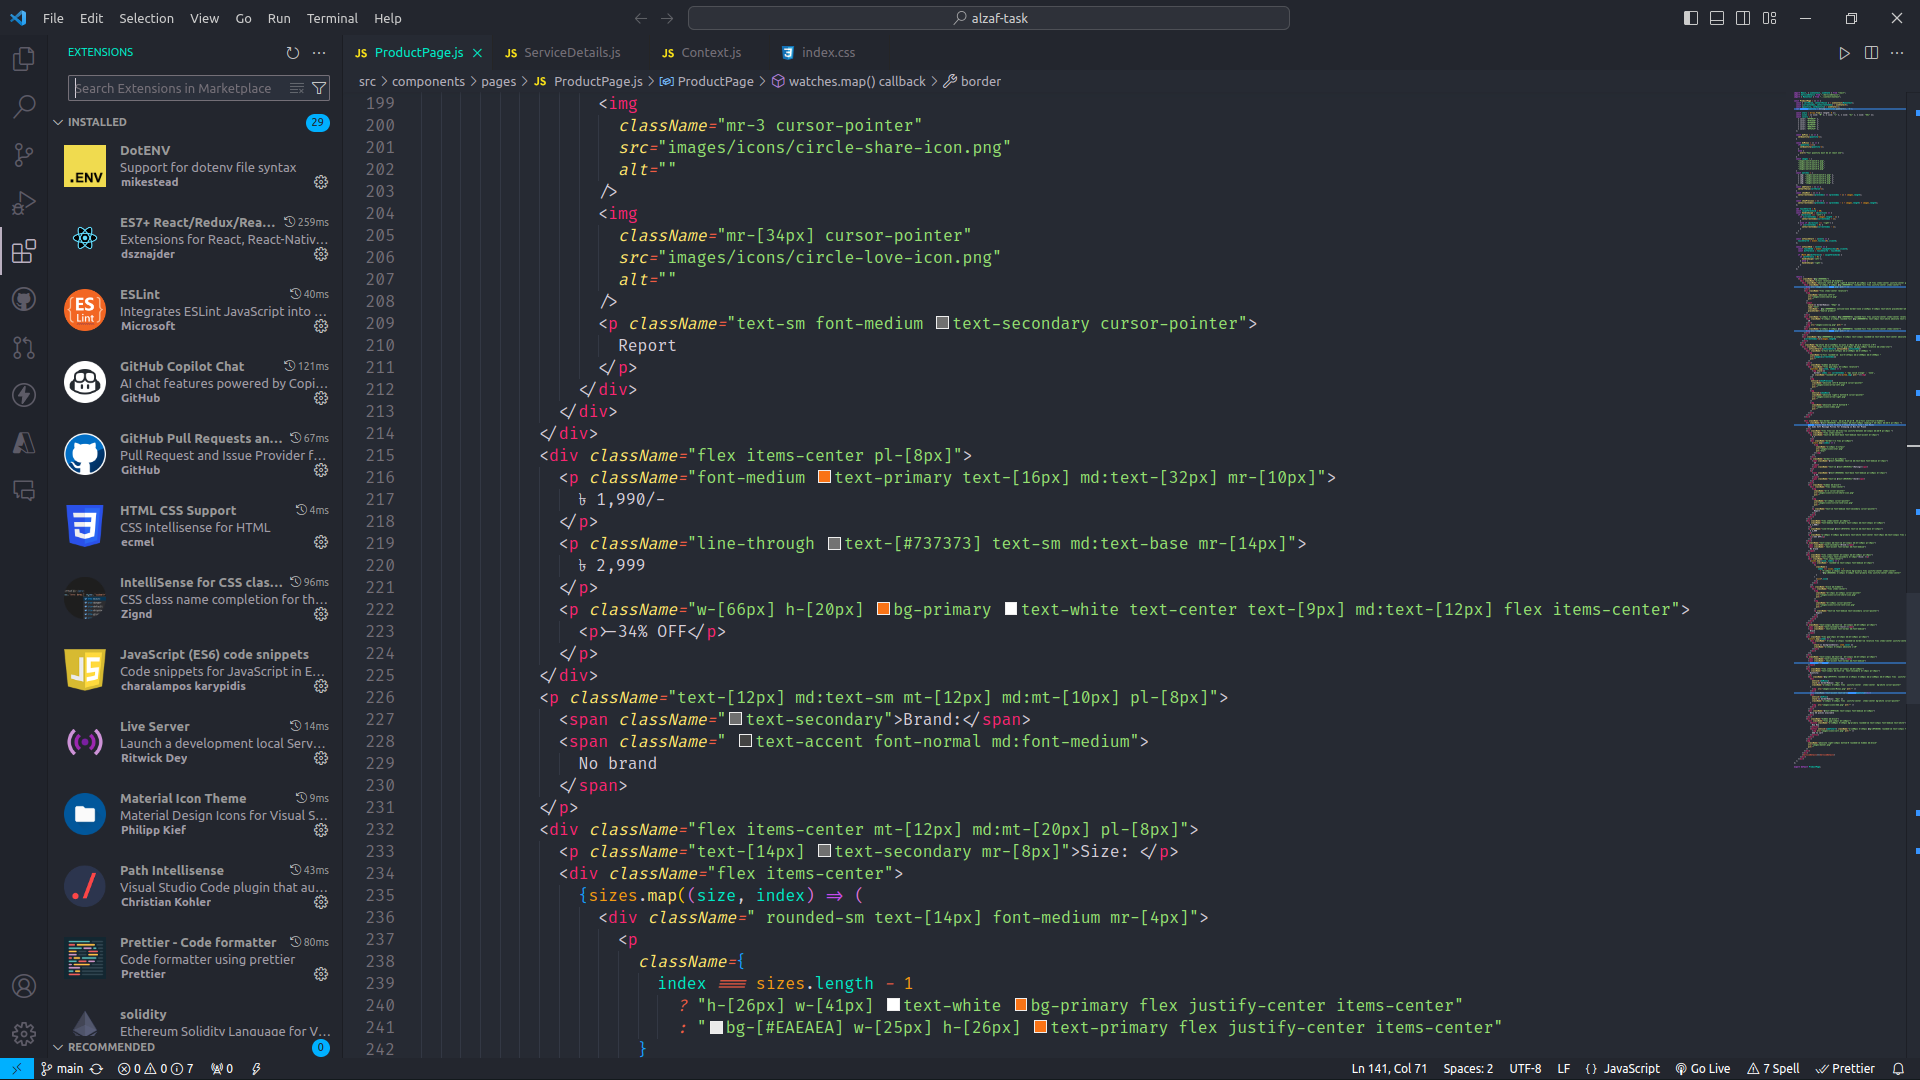 File Edit Selection View Go Run Terminal Help
alzaf-task
EXTENSIONS
Search Extensions in Marketplace
INSTALLED 29
DotENV
Support for dotenv file syntax
mikestead
ES7+ React/Redux/Rea... 259ms
Extensions for React, React-Nativ...
dsznajder
ESLint 40ms
Integrates ESLint JavaScript into ...
Microsoft
GitHub Copilot Chat 121ms
AI chat features powered by Copi...
GitHub
GitHub Pull Requests an... 67ms
Pull Request and Issue Provider f...
GitHub
HTML CSS Support 4ms
CSS Intellisense for HTML
ecmel
IntelliSense for CSS clas... 96ms
CSS class name completion for th...
Zignd
JavaScript (ES6) code snippets
Code snippets for JavaScript in E...
charalampos karypidis
Live Server 14ms
Launch a development local Serv...
Ritwick Dey
Material Icon Theme 9ms
Material Design Icons for Visual S...
Philipp Kief
Path Intellisense 43ms
Visual Studio Code plugin that au...
Christian Kohler
Prettier - Code formatter 80ms
Code formatter using prettier
Prettier
solidity
Ethereum Solidity Language for V...
RECOMMENDED 0
JS ProductPage.js JS ServiceDetails.js JS Context.js index.css
src > components > pages > JS ProductPage.js > ProductPage > watches.map() callback > border
199 <img
200 className="mr-3 cursor-pointer"
201 src="images/icons/circle-share-icon.png"
202 alt=""
203 />
204 <img
205 className="mr-[34px] cursor-pointer"
206 src="images/icons/circle-love-icon.png"
207 alt=""
208 />
209 <p className="text-sm font-medium text-secondary cursor-pointer">
210 Report
211 </p>
212 </div>
213 </div>
214 </div>
215 <div className="flex items-center pl-[8px]">
216 <p className="font-medium text-primary text-[16px] md:text-[32px] mr-[10px]">
217 ৳ 1,990/-
218 </p>
219 <p className="line-through text-[#737373] text-sm md:text-base mr-[14px]">
220 ৳ 2,999
221 </p>
222 <p className="w-[66px] h-[20px] bg-primary text-white text-center text-[9px] md:text-[12px] flex items-center">
223 <p>-34% OFF</p>
224 </p>
225 </div>
226 <p className="text-[12px] md:text-sm mt-[12px] md:mt-[10px] pl-[8px]">
227 <span className="text-secondary">Brand:</span>
228 <span className=" text-accent font-normal md:font-medium">
229 No brand
230 </span>
231 </p>
232 <div className="flex items-center mt-[12px] md:mt-[20px] pl-[8px]">
233 <p className="text-[14px] text-secondary mr-[8px]">Size: </p>
234 <div className="flex items-center">
235 {sizes.map((size, index) => (
236 <div className=" rounded-sm text-[14px] font-medium mr-[4px]">
237 <p
238 className={
239 index === sizes.length - 1
240 ? "h-[26px] w-[41px] text-white bg-primary flex justify-center items-center"
241 : "bg-[#EAEAEA] w-[25px] h-[26px] text-primary flex justify-center items-center"
242 }
main 0 0 7 0 Ln 141, Col 71 Spaces: 2 UTF-8 LF { } JavaScript Go Live 7 Spell Prettier